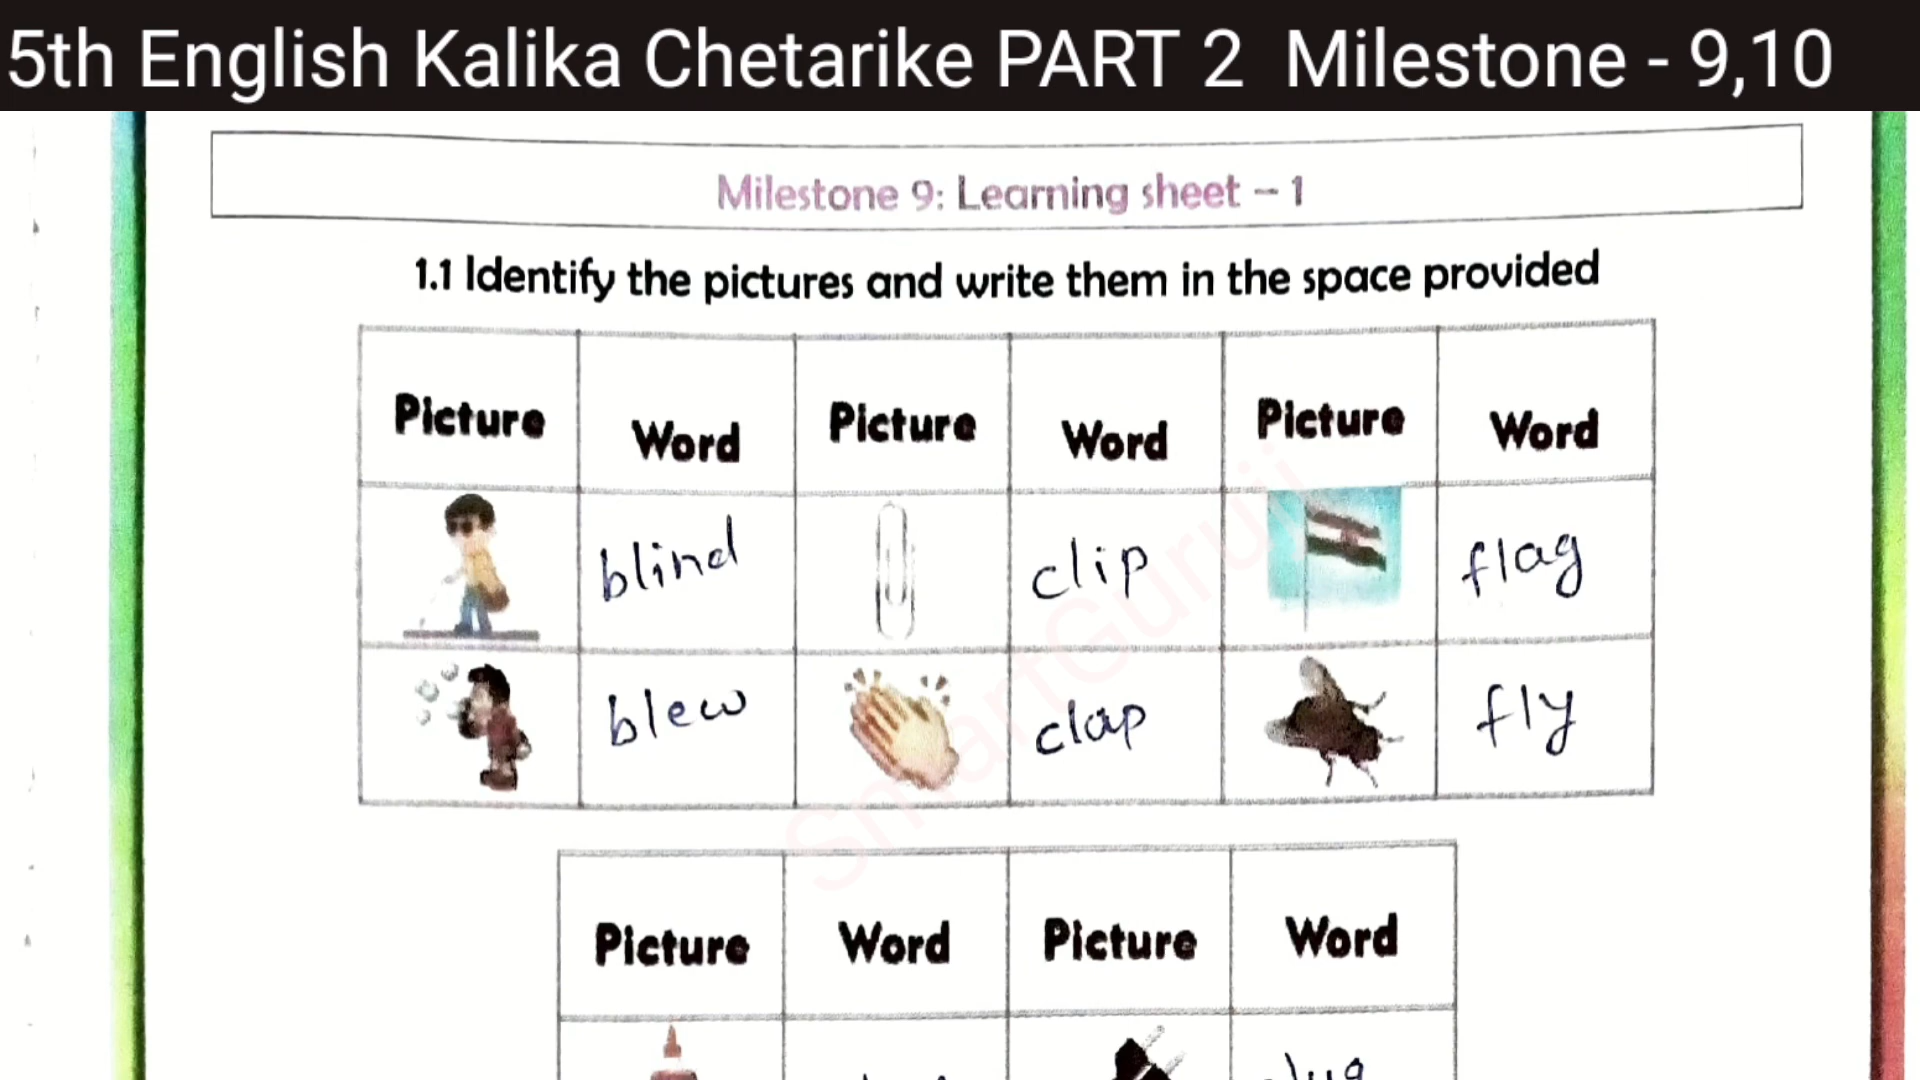 5th English Kalika Chetarike PART 2 Milestone - 9,10
Milestone 9: Learning sheet – 1
1.1 Identify the pictures and write them in the space provided
Picture Word Picture Word Picture Word
blind clip flag
blew clap fly
SmartGuruji
Picture Word Picture Word